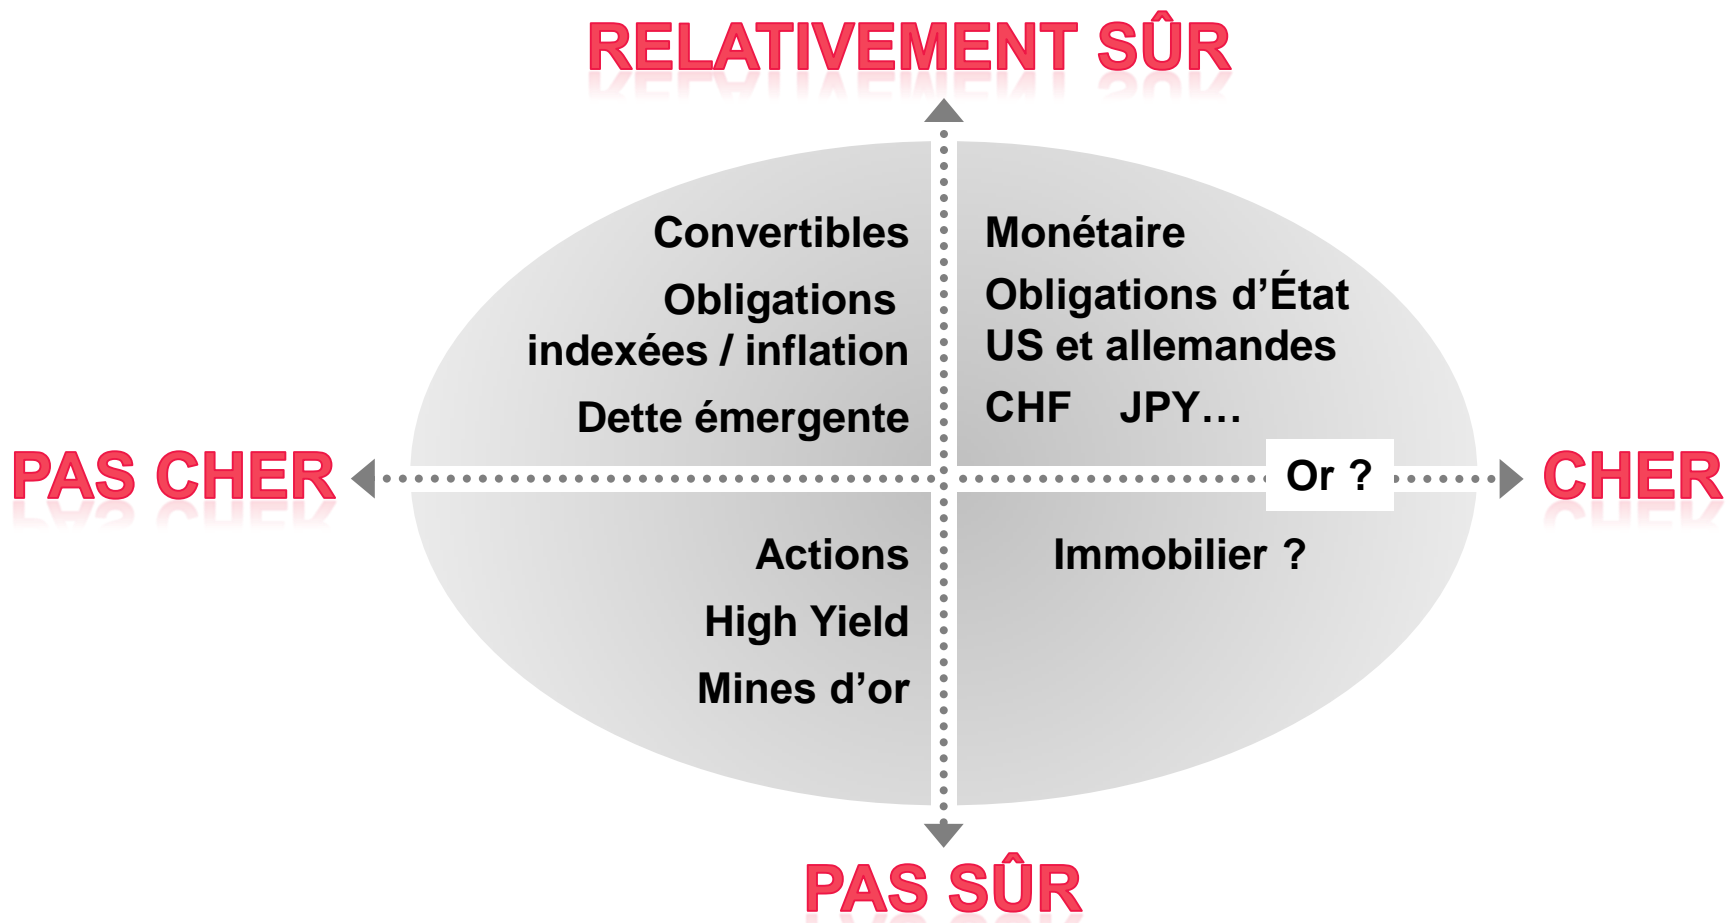 RELATIVEMENT SÛR
Convertibles
Obligations
indexées / inflation
Dette émergente
Monétaire
Obligations d’État
US et allemandes
CHF JPY…
PAS CHER
Or ?
CHER
Actions
High Yield
Mines d’or
Immobilier ?
PAS SÛR